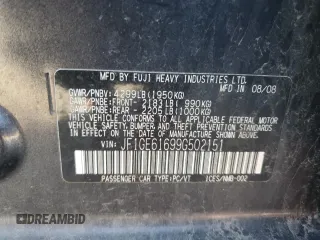 MFD. BY FUJI HEAVY INDUSTRIES LTD.
GVWR/PNBV: 4299LB(1950KG) MFD. IN 08/08
GAWR/PNBE:FRONT- 2183LB( 990KG)
GAWR/PNBE:REAR - 2205LB(1000KG)
THIS VEHICLE CONFORMS TO ALL APPLICABLE
FEDERAL MOTOR VEHICLE
SAFETY, BUMPER, AND THEFT PREVENTION STANDARDS
IN EFFECT ON THE DATE OF MANUFACTURE SHOWN ABOVE.
VIN: JF1GE61699G502151
PASSENGER CAR TYPE:PC/VT ICES/NMB-002